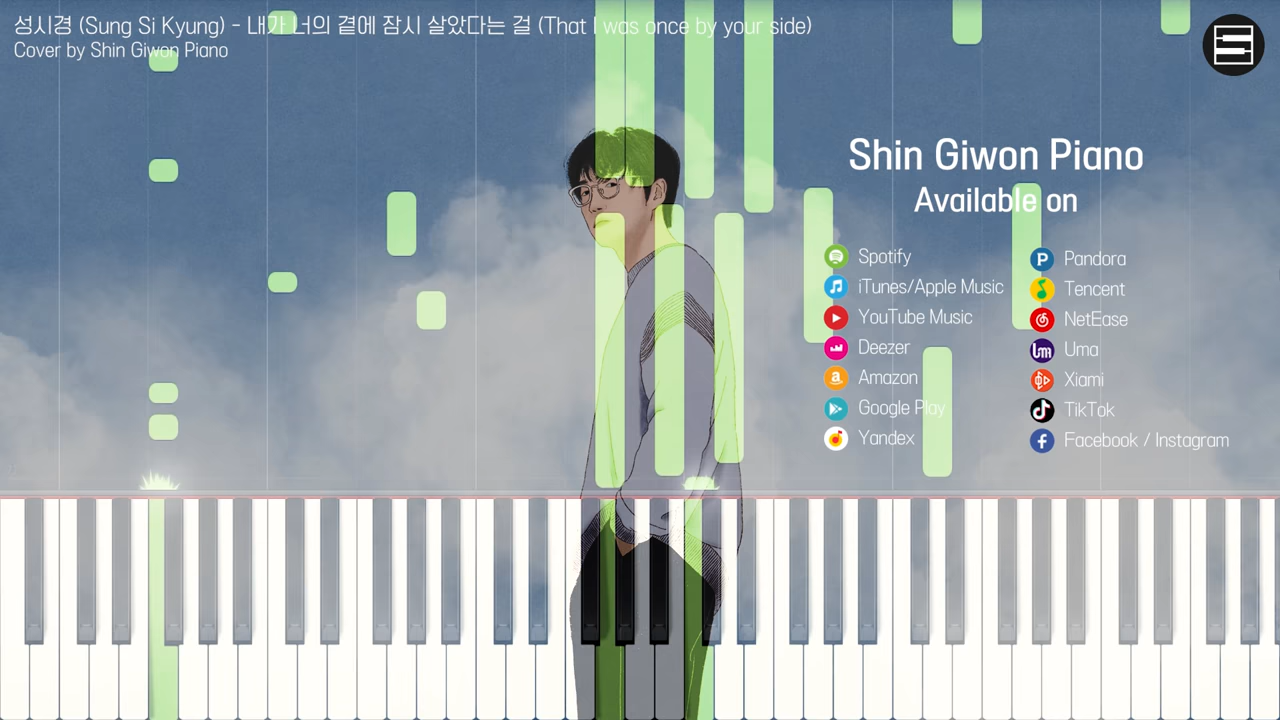 성시경 (Sung Si Kyung) - 내가 너의 곁에 잠시 살았다는 걸 (That I was once by your side)
Cover by Shin Giwon Piano
Shin Giwon Piano
Available on
Spotify
iTunes/Apple Music
YouTube Music
Deezer
Amazon
Google Play
Yandex
Pandora
Tencent
NetEase
Uma
Xiami
TikTok
Facebook / Instagram